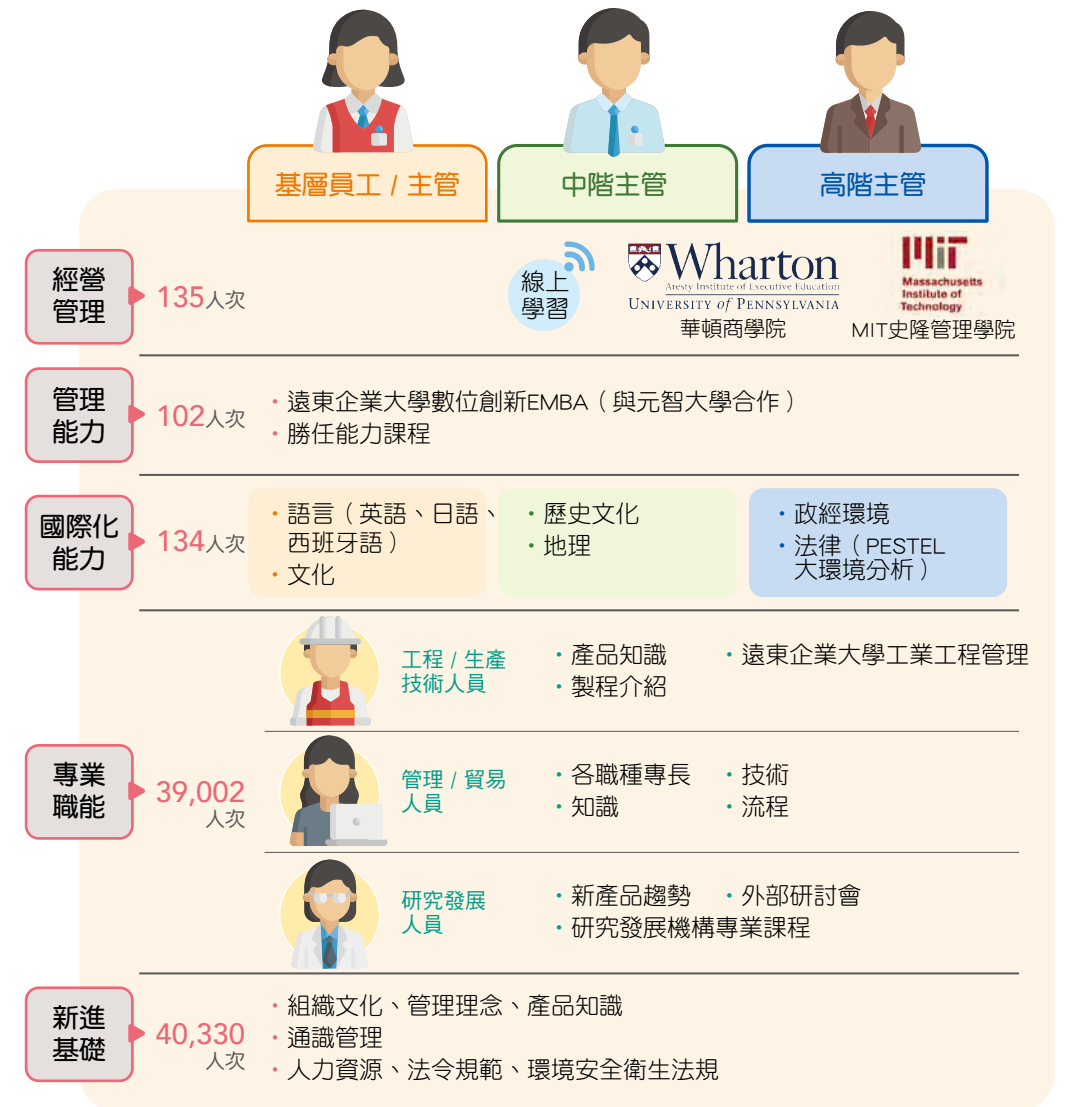 基層員工 / 主管
中階主管
高階主管
經營
管理
135人次
線上
學習
Wharton
Aresty Institute of Executive Education
UNIVERSITY of PENNSYLVANIA
華頓商學院
MIT
Massachusetts
Institute of
Technology
MIT史隆管理學院
管理
能力
102人次
・遠東企業大學數位創新EMBA（與元智大學合作）
・勝任能力課程
國際化
能力
134人次
・語言（英語、日語、
西班牙語）
・文化
・歷史文化
・地理
・政經環境
・法律（PESTEL
大環境分析）
專業
職能
39,002
人次
工程 / 生產
技術人員
・產品知識
・製程介紹
・遠東企業大學工業工程管理
管理 / 貿易
人員
・各職種專長
・知識
・技術
・流程
研究發展
人員
・新產品趨勢
・外部研討會
・研究發展機構專業課程
新進
基礎
40,330
人次
・組織文化、管理理念、產品知識
・通識管理
・人力資源、法令規範、環境安全衛生法規